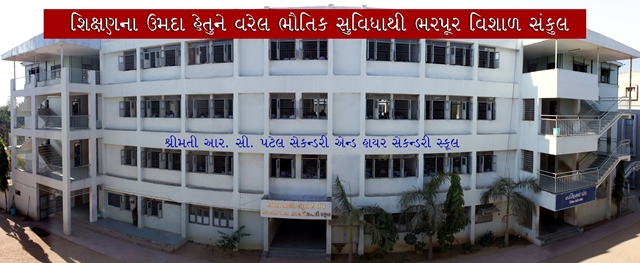 શિક્ષણના ઉમદા હેતુને વરેલ ભૌતિક સુવિધાથી ભરપૂર વિશાળ સંકુલ
શ્રીમતી આર. સી. પટેલ સેકન્ડરી એન્ડ હાયર સેકન્ડરી સ્કુલ